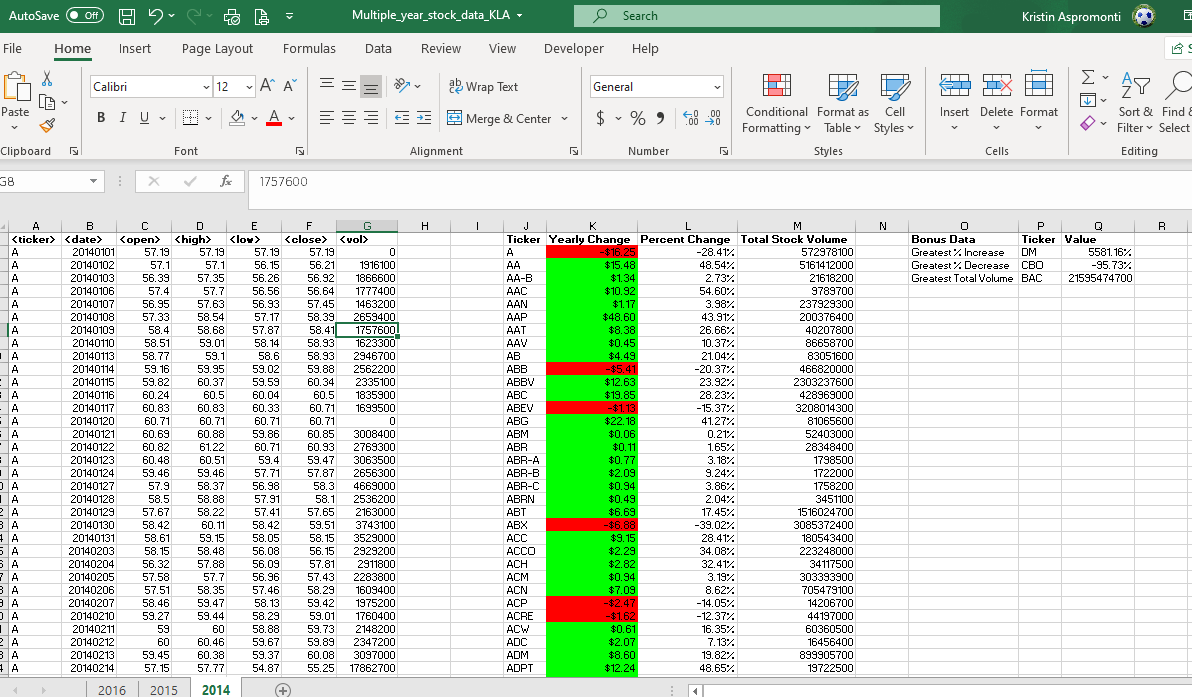 AutoSave Off Multiple_year_stock_data_KLA Search Kristin Aspromonti
File Home Insert Page Layout Formulas Data Review View Developer Help
Calibri 12 Wrap Text General Conditional Formatting Format as Table Cell Styles Insert Delete Format Sort & Filter Find & Select
Paste B I U Merge & Center $ % 9
Clipboard Font Alignment Number Styles Cells Editing
G8 fx 1757600
A B C D E F G H I J K L M N O P Q R
<ticker> <date> <open> <high> <low> <close> <vol> Ticker Yearly Change Percent Change Total Stock Volume Bonus Data Ticker Value
A 20140101 57.19 57.19 57.19 57.19 0 A -$16.25 -28.41% 572978100 Greatest % Increase DM 5581.16%
A 20140102 57.1 57.1 56.15 56.21 1916100 AA $15.48 48.54% 5161412000 Greatest % Decrease CBO -95.73%
A 20140103 56.39 57.35 56.26 56.92 1866600 AA-B $1.34 2.73% 21618200 Greatest Total Volume BAC 21595474700
A 20140106 57.4 57.7 56.56 56.64 1777400 AAC $10.92 54.60% 9789700
A 20140107 56.95 57.63 56.93 57.45 1463200 AAN $1.17 3.98% 237929300
A 20140108 57.33 58.54 57.17 58.39 2659400 AAP $48.60 43.91% 200376400
A 20140109 58.4 58.68 57.87 58.41 1757600 AAT $8.38 26.66% 40207800
A 20140110 58.51 59.01 58.14 58.93 1623300 AAV $0.45 10.37% 86658700
A 20140113 58.77 59.1 58.6 58.93 2946700 AB $4.49 21.04% 83051600
A 20140114 59.16 59.95 59.02 59.88 2562200 ABB -$5.41 -20.37% 466820000
A 20140115 59.82 60.37 59.59 60.34 2335100 ABBV $12.63 23.92% 2303237600
A 20140116 60.24 60.5 60.04 60.5 1835900 ABC $19.85 28.23% 428969000
A 20140117 60.83 60.83 60.33 60.71 1699500 ABEV -$1.13 -15.37% 3208014300
A 20140120 60.71 60.71 60.71 60.71 0 ABG $22.18 41.27% 81065600
A 20140121 60.69 60.88 59.86 60.85 3008400 ABM $0.06 0.21% 52403000
A 20140122 60.82 61.22 60.71 60.93 2769300 ABR $0.11 1.65% 28348400
A 20140123 60.48 60.51 59.4 59.47 3063500 ABR-A $0.77 3.18% 1798500
A 20140124 59.46 59.46 57.71 57.87 2656300 ABR-B $2.09 9.24% 1722000
A 20140127 57.9 58.37 56.98 58.3 4669000 ABR-C $0.94 3.86% 1758200
A 20140128 58.5 58.88 57.91 58.1 2536200 ABRN $0.49 2.04% 3451100
A 20140129 57.67 58.22 57.41 57.65 2163000 ABT $6.69 17.45% 1516024700
A 20140130 58.42 60.11 58.42 59.51 3743100 ABX -$6.88 -39.02% 3085372400
A 20140131 58.61 59.15 58.05 58.15 3529000 ACC $9.15 28.41% 180543400
A 20140203 58.15 58.48 56.08 56.15 2929200 ACCO $2.29 34.08% 223248000
A 20140204 56.32 57.88 56.09 57.81 2911800 ACH $2.82 32.41% 34117500
A 20140205 57.58 57.7 56.96 57.43 2283800 ACM $0.94 3.19% 303393900
A 20140206 57.51 58.35 57.46 58.29 1609400 ACN $7.09 8.62% 705479100
A 20140207 58.46 59.47 58.13 59.42 1975200 ACP -$2.47 -14.05% 14206700
A 20140210 59.27 59.44 58.29 59.01 1760400 ACRE -$1.62 -12.37% 44197000
A 20140211 59 60 58.88 59.73 2148200 ACW $0.61 16.35% 60360500
A 20140212 60 60.46 59.67 59.89 2347200 ADC $2.07 7.13% 16456400
A 20140213 59.45 60.38 59.37 60.08 3097000 ADM $8.60 19.82% 899905700
A 20140214 57.15 57.77 54.87 55.25 17862700 ADPT $12.24 48.65% 19722500
2016 2015 2014